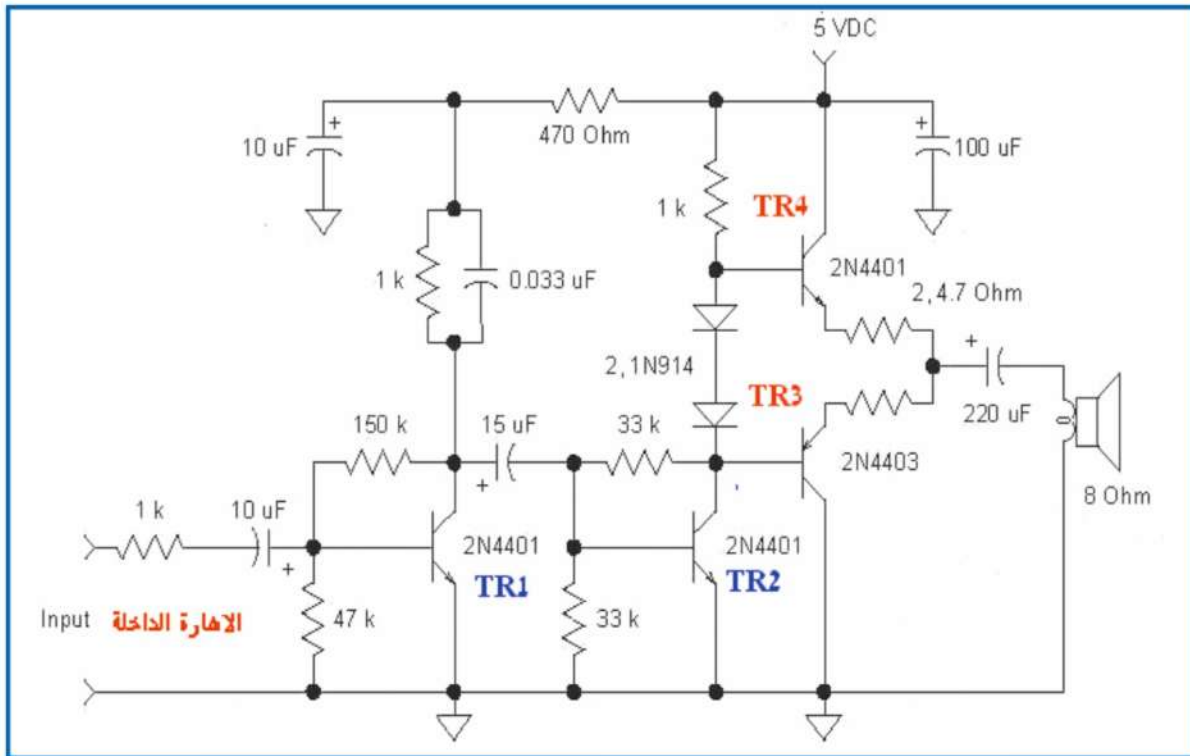 5 VDC
10 uF
+
470 Ohm
+
100 uF
1 k
TR4
1 k
0.033 uF
2N4401
2, 4.7 Ohm
2, 1N914
+
TR3
150 k
15 uF
33 k
220 uF
+
2N4403
8 Ohm
1 k
10 uF
+
2N4401
2N4401
TR1
TR2
Input الاشارة الداخلة
47 k
33 k